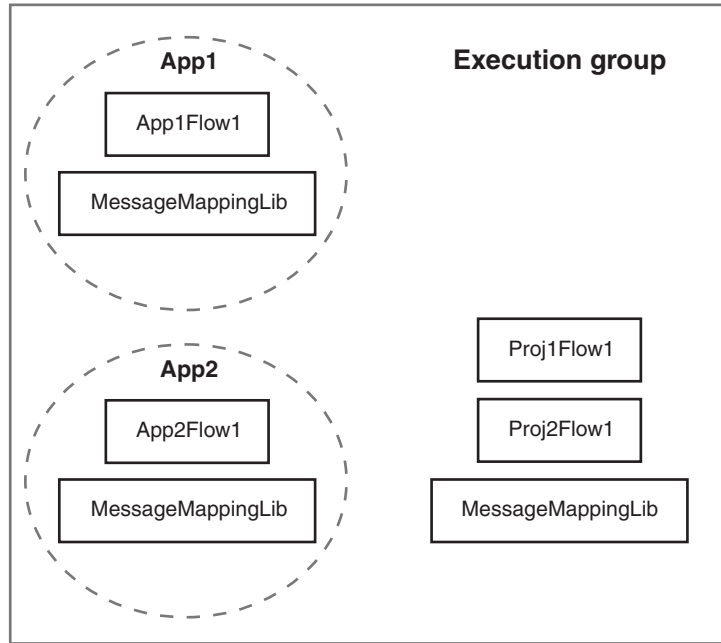 App1
App1Flow1
MessageMappingLib
App2
App2Flow1
MessageMappingLib
Execution group
Proj1Flow1
Proj2Flow1
MessageMappingLib